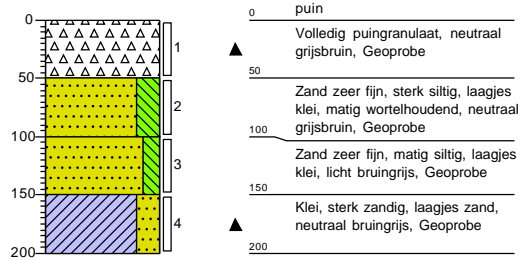 0
50
100
150
200
1
2
3
4
0
puin
Volledig puingranulaat, neutraal
grijsbruin, Geoprobe
50
Zand zeer fijn, sterk siltig, laagjes
klei, matig wortelhoudend, neutraal
grijsbruin, Geoprobe
100
Zand zeer fijn, matig siltig, laagjes
klei, licht bruingrijs, Geoprobe
150
Klei, sterk zandig, laagjes zand,
neutraal bruingrijs, Geoprobe
200